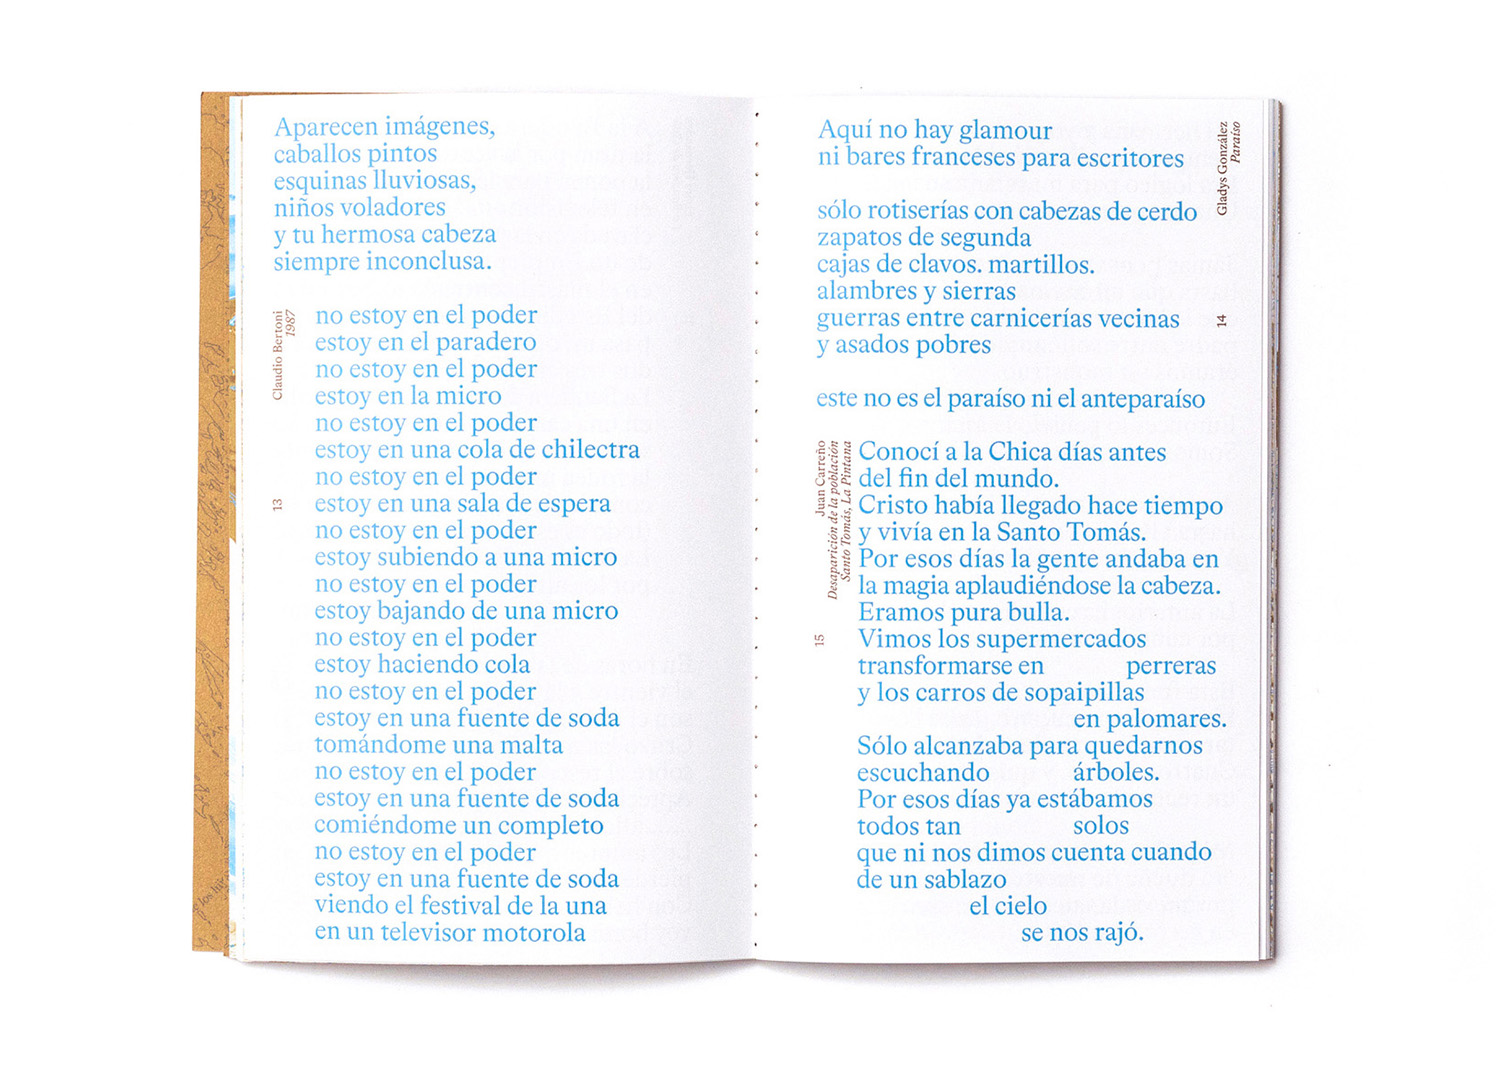 Aparecen imágenes,
caballos pintos
esquinas lluviosas,
niños voladores
y tu hermosa cabeza
siempre inconclusa.
Claudio Bertoni
1987
13
no estoy en el poder
estoy en el paradero
no estoy en el poder
estoy en la micro
no estoy en el poder
estoy en una cola de chilectra
no estoy en el poder
estoy en una sala de espera
no estoy en el poder
estoy subiendo a una micro
no estoy en el poder
estoy bajando de una micro
no estoy en el poder
estoy haciendo cola
no estoy en el poder
estoy en una fuente de soda
tomándome una malta
no estoy en el poder
estoy en una fuente de soda
comiéndome un completo
no estoy en el poder
estoy en una fuente de soda
viendo el festival de la una
en un televisor motorola
Gladys González
Paraíso
14
Aquí no hay glamour
ni bares franceses para escritores
sólo rotiserías con cabezas de cerdo
zapatos de segunda
cajas de clavos. martillos.
alambres y sierras
guerras entre carnicerías vecinas
y asados pobres
este no es el paraíso ni el anteparaíso
Juan Carreño
Desaparición de la población
Santo Tomás, La Pintana
15
Conocí a la Chica días antes
del fin del mundo.
Cristo había llegado hace tiempo
y vivía en la Santo Tomás.
Por esos días la gente andaba en
la magia aplaudiéndose la cabeza.
Eramos pura bulla.
Vimos los supermercados
transformarse en perreras
y los carros de sopaipillas
en palomares.
Sólo alcanzaba para quedarnos
escuchando árboles.
Por esos días ya estábamos
todos tan solos
que ni nos dimos cuenta cuando
de un sablazo
el cielo
se nos rajó.